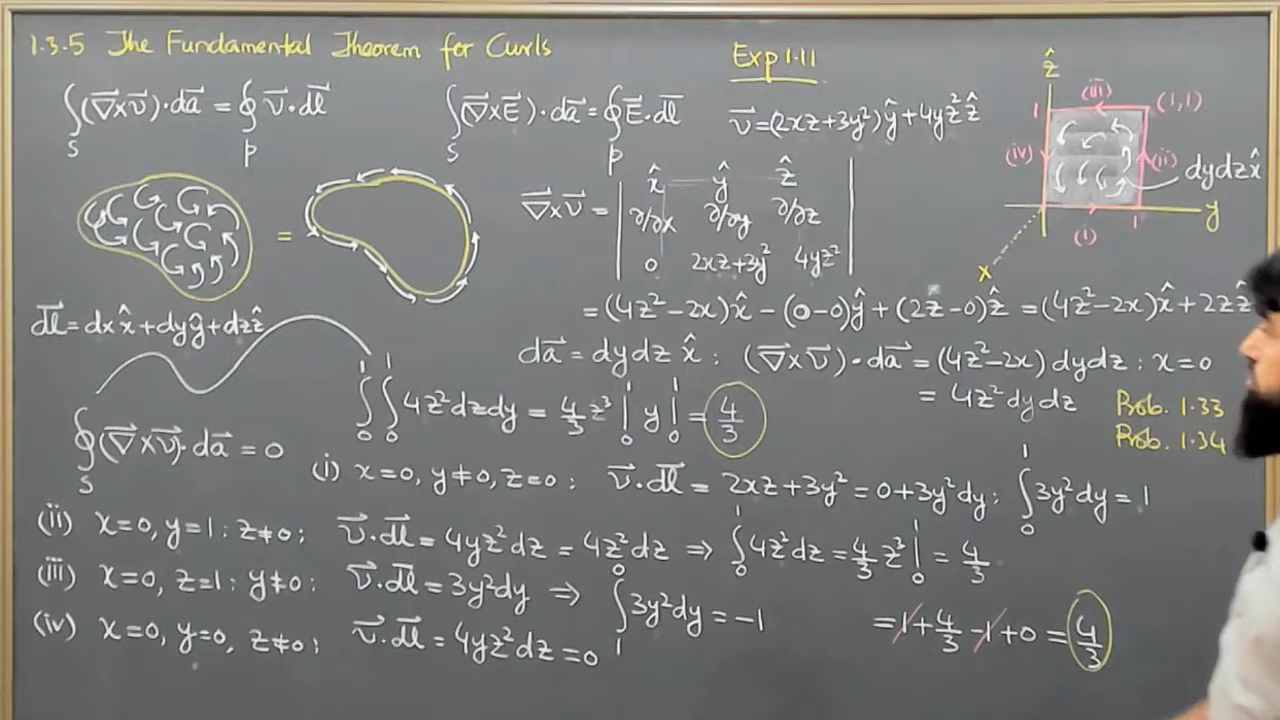 1.3.5 The Fundamental Theorem for Curls
∫_S (∇⃗×v⃗)·da⃗ = ∮_P v⃗·dl⃗
∫_S (∇⃗×E⃗)·da⃗ = ∮_P E⃗·dl⃗
=
dl⃗ = dx x̂ + dy ŷ + dz ẑ
∮_S (∇⃗×v⃗)·da⃗ = 0
Exp 1.11
v⃗ = (2xz+3y²)ŷ + 4yz² ẑ
ẑ
1 (iii) (1,1)
(iv) (ii) dydz x̂
(i) 1 y
x
∇⃗×v⃗ = | x̂ ŷ ẑ |
| ∂/∂x ∂/∂y ∂/∂z |
| 0 2xz+3y² 4yz² |
= (4z²-2x)x̂ - (0-0)ŷ + (2z-0)ẑ = (4z²-2x)x̂ + 2z ẑ
da⃗ = dydz x̂ : (∇⃗×v⃗)·da⃗ = (4z²-2x) dydz : x=0
= 4z² dydz
Prob. 1.33
Prob. 1.34
∫₀¹ ∫₀¹ 4z² dz dy = 4/3 z³ |₀¹ y |₀¹ = 4/3
(i) x=0, y≠0, z=0 : v⃗·dl⃗ = 2xz+3y² = 0+3y²dy : ∫₀¹ 3y²dy = 1
(ii) x=0, y=1 : z≠0 ; v⃗·dl⃗ = 4yz²dz = 4z²dz ⇒ ∫₀¹ 4z²dz = 4/3 z³ |₀¹ = 4/3
(iii) x=0, z=1 : y≠0 : v⃗·dl⃗ = 3y²dy ⇒ ∫₁⁰ 3y²dy = -1
(iv) x=0, y=0, z≠0 ; v⃗·dl⃗ = 4yz²dz = 0
= 1 + 4/3 - 1 + 0 = 4/3